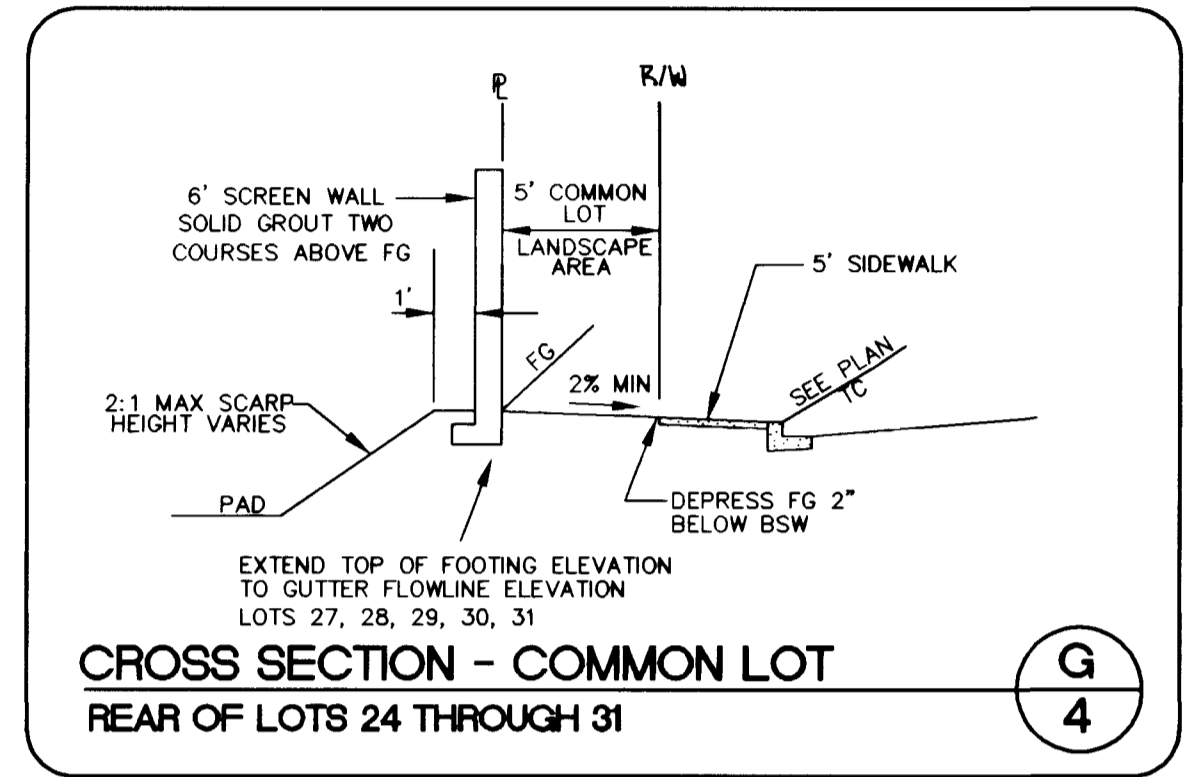 ℄
R/W
6' SCREEN WALL
SOLID GROUT TWO
COURSES ABOVE FG
5' COMMON
LOT
LANDSCAPE
AREA
5' SIDEWALK
1'
FG
2% MIN
SEE PLAN
TC
2:1 MAX SCARP
HEIGHT VARIES
PAD
DEPRESS FG 2"
BELOW BSW
EXTEND TOP OF FOOTING ELEVATION
TO GUTTER FLOWLINE ELEVATION
LOTS 27, 28, 29, 30, 31
CROSS SECTION - COMMON LOT
REAR OF LOTS 24 THROUGH 31
G
4